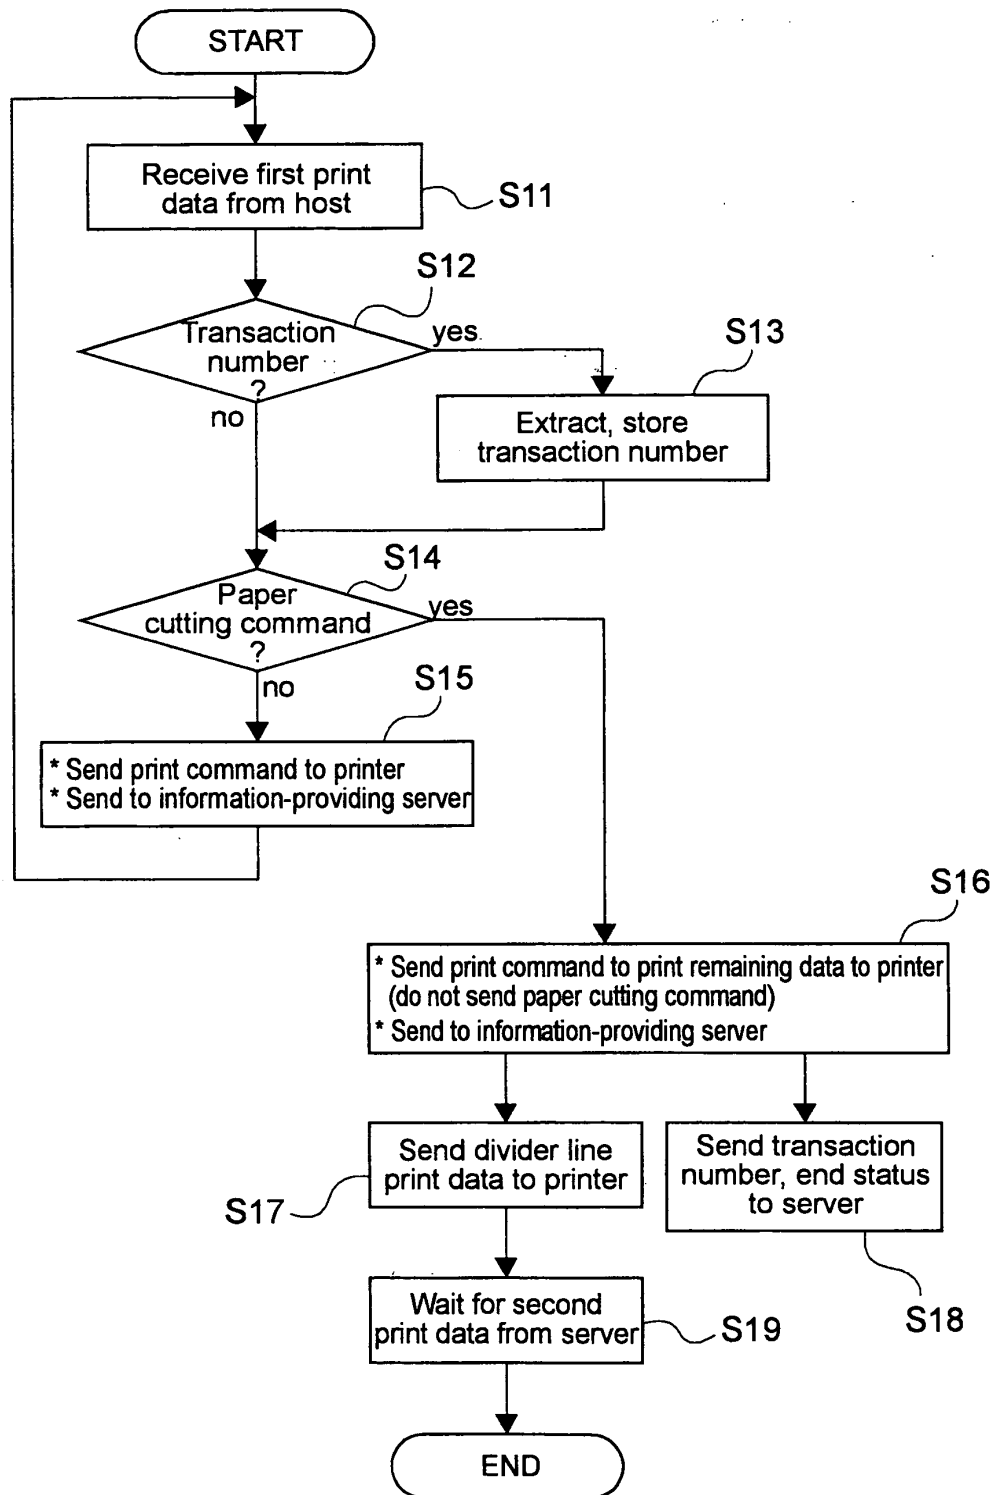 START
Receive first print
data from host
S11
S12
Transaction
number
?
yes
no
S13
Extract, store
transaction number
S14
Paper
cutting command
?
yes
no
S15
* Send print command to printer
* Send to information-providing server
S16
* Send print command to print remaining data to printer
(do not send paper cutting command)
* Send to information-providing server
Send divider line
print data to printer
S17
Send transaction
number, end status
to server
S18
Wait for second
print data from server
S19
END